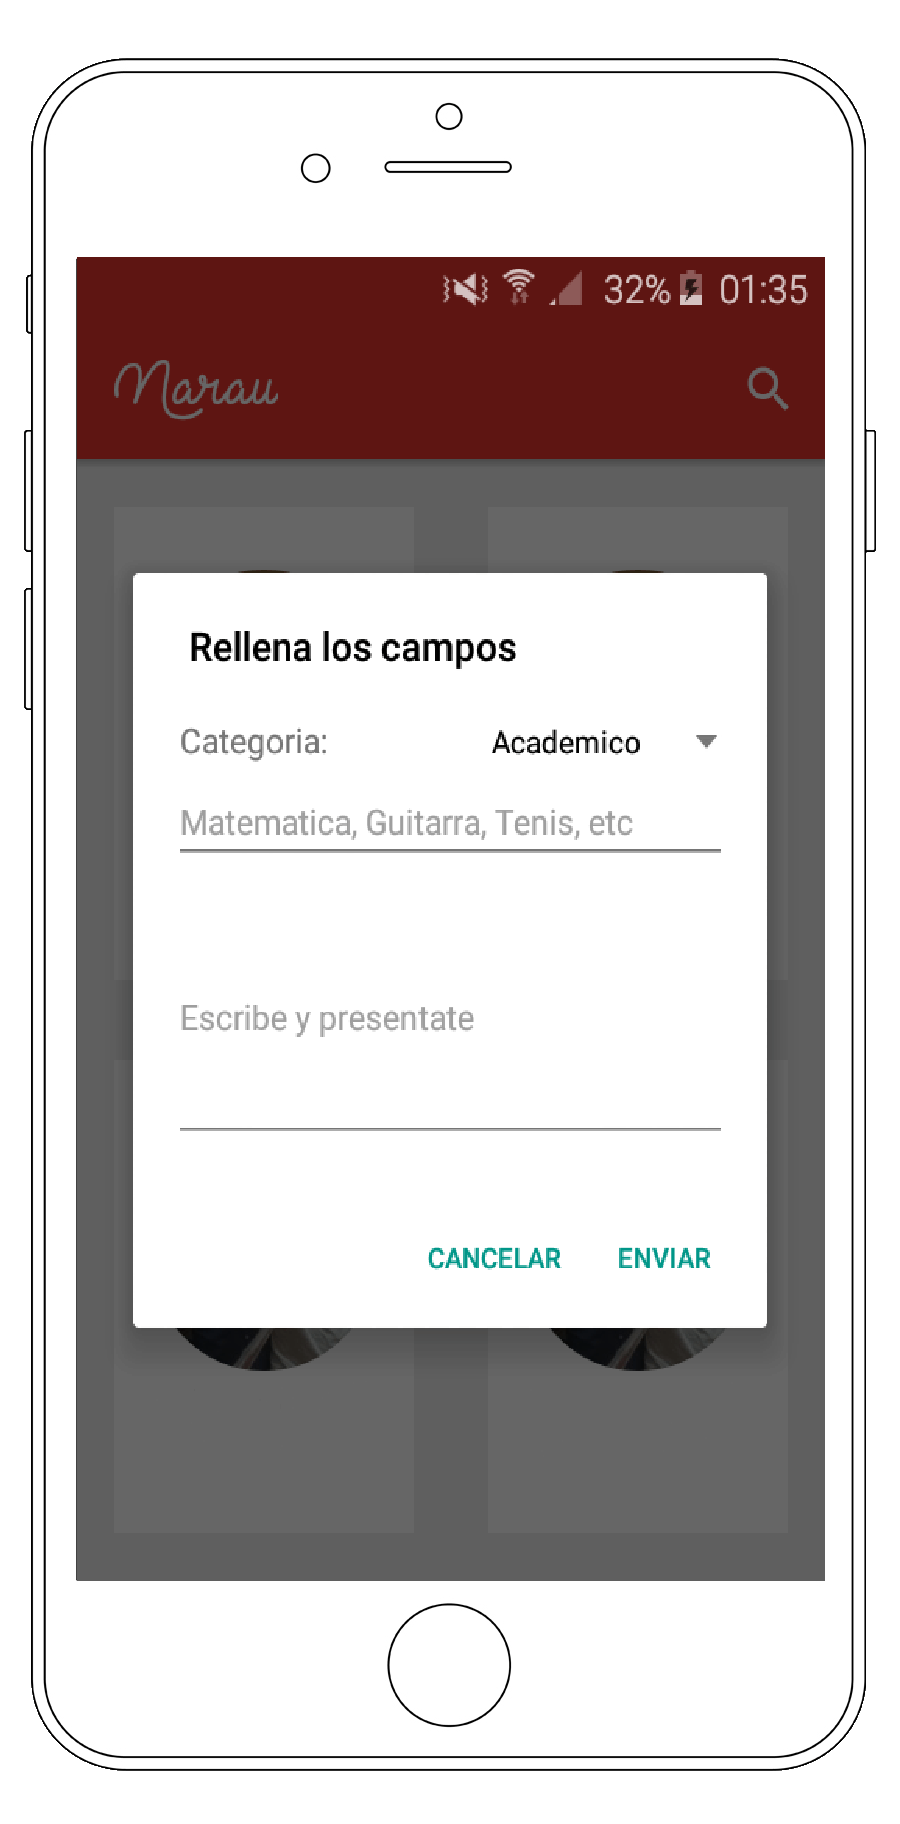 32% 01:35
Narau
Rellena los campos
Categoria: Academico
Matematica, Guitarra, Tenis, etc
Escribe y presentate
CANCELAR ENVIAR